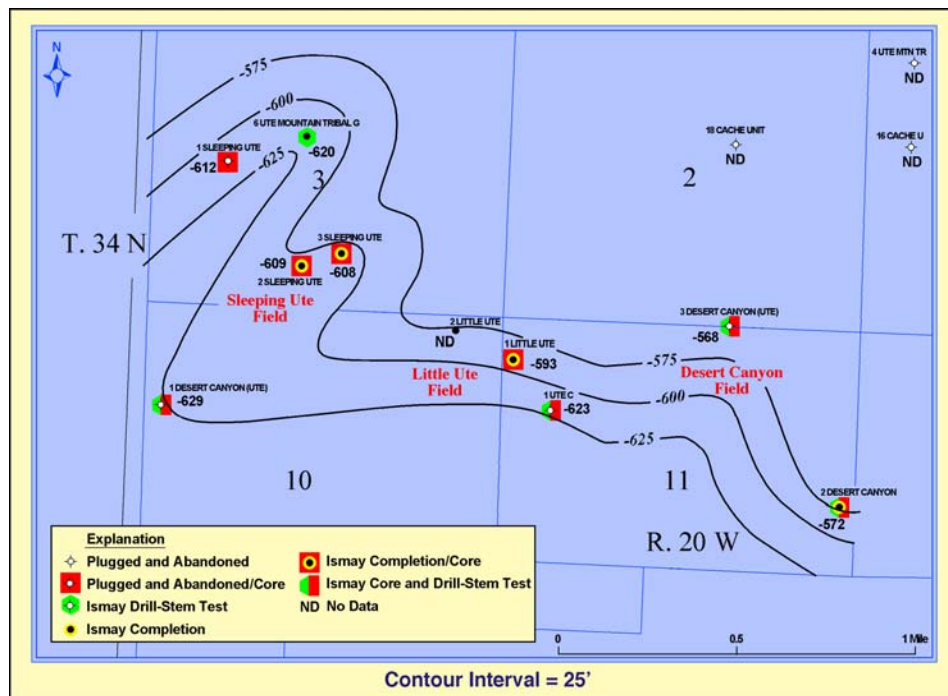 N
-575
4 UTE MTN TR
ND
-600
6 UTE MOUNTAIN TRIBAL G
-620
18 CACHE UNIT
ND
16 CACHE U
ND
1 SLEEPING UTE
-612
-625
3
2
T. 34 N
3 SLEEPING UTE
-608
-609
2 SLEEPING UTE
Sleeping Ute
Field
2 LITTLE UTE
ND
3 DESERT CANYON (UTE)
-568
1 LITTLE UTE
-593
-575
Little Ute
Field
Desert Canyon
Field
1 DESERT CANYON (UTE)
-629
1 UTE C
-623
-600
-625
10
11
2 DESERT CANYON
-572
R. 20 W
Explanation
Plugged and Abandoned
Plugged and Abandoned/Core
Ismay Drill-Stem Test
Ismay Completion
Ismay Completion/Core
Ismay Core and Drill-Stem Test
ND No Data
0 0.5 1 Mile
Contour Interval = 25'